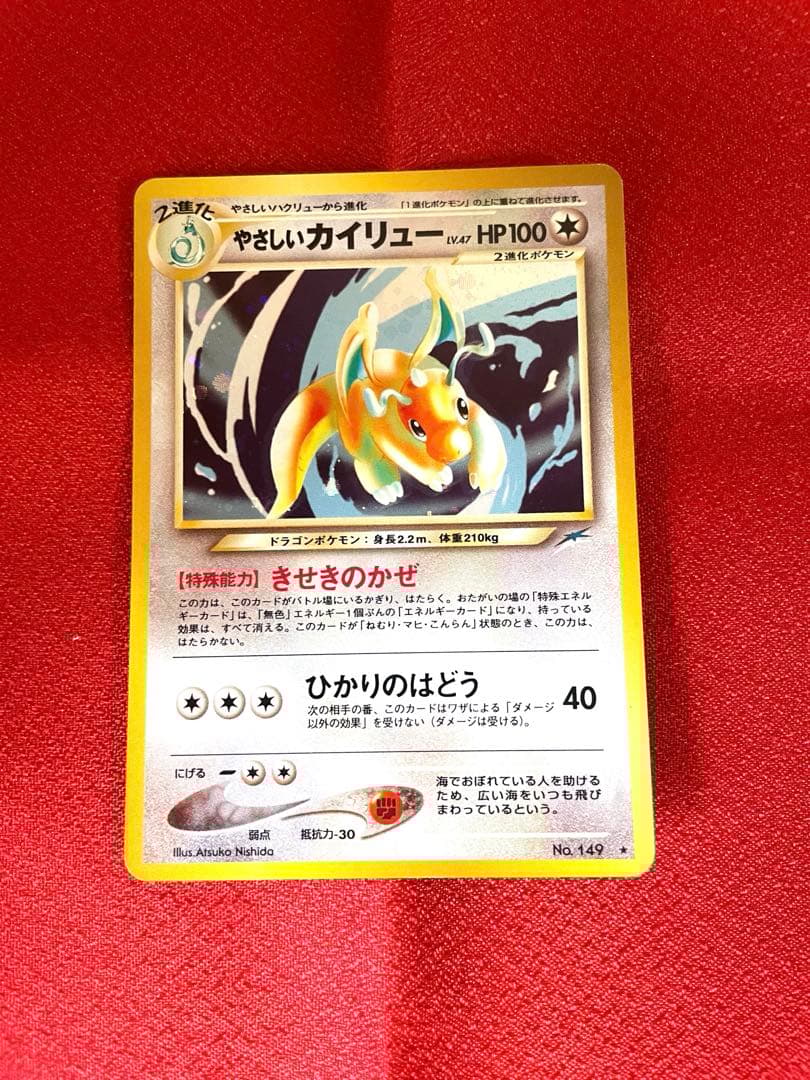 2進化 やさしいハクリューから進化 「1進化ポケモン」の上に重ねて進化させます。
やさしいカイリュー LV.47 HP100
2進化ポケモン
ドラゴンポケモン：身長2.2m、体重210kg
【特殊能力】きせきのかぜ
この力は、このカードがバトル場にいるかぎり、はたらく。おたがいの場の「特殊エネル
ギーカード」は、「無色」エネルギー1個ぶんの「エネルギーカード」になり、持っている
効果は、すべて消える。このカードが「ねむり・マヒ・こんらん」状態のとき、この力は、
はたらかない。
ひかりのはどう 40
次の相手の番、このカードはワザによる「ダメージ
以外の効果」を受けない（ダメージは受ける）。
にげる
海でおぼれている人を助ける
ため、広い海をいつも飛び
まわっているという。
弱点 抵抗力-30
Illus. Atsuko Nishida No. 149